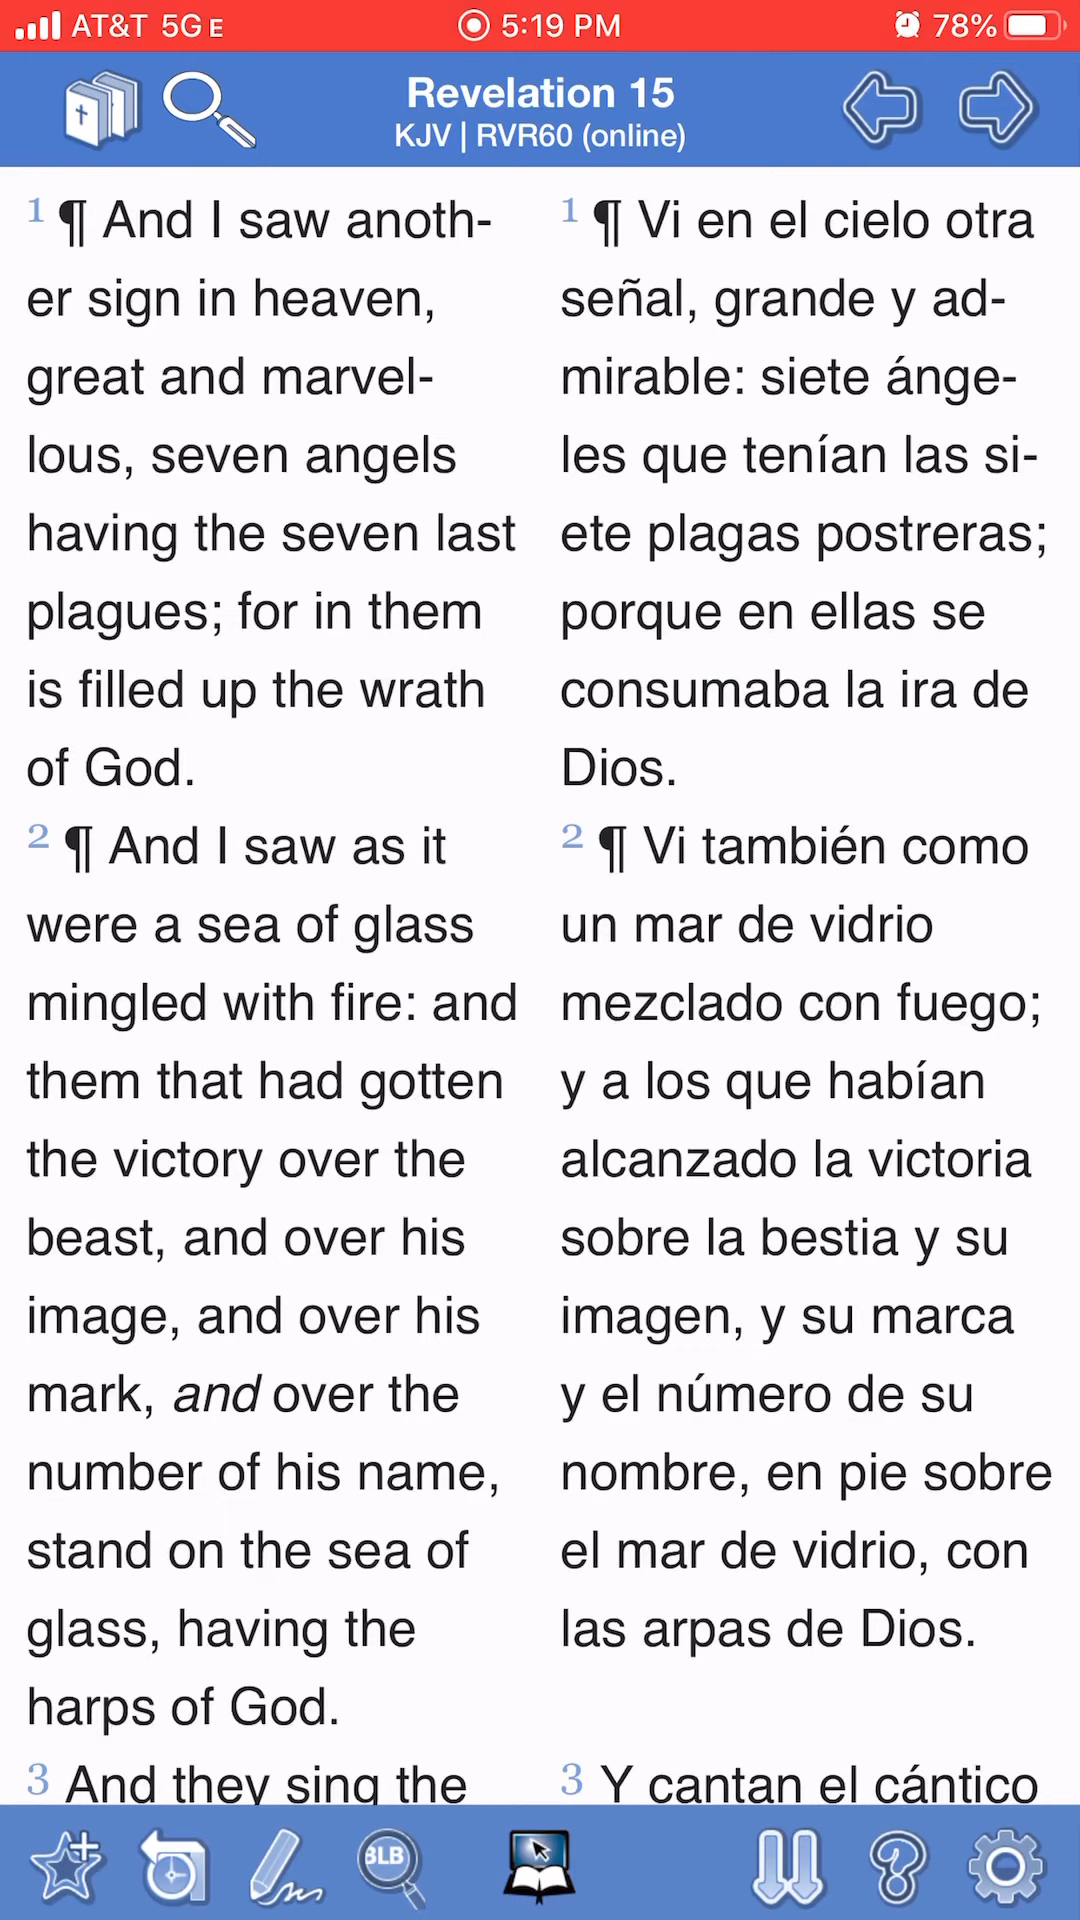 AT&T 5GE 5:19 PM 78%
Revelation 15
KJV | RVR60 (online)
1 ¶ And I saw anoth-
er sign in heaven,
great and marvel-
lous, seven angels
having the seven last
plagues; for in them
is filled up the wrath
of God.
2 ¶ And I saw as it
were a sea of glass
mingled with fire: and
them that had gotten
the victory over the
beast, and over his
image, and over his
mark, and over the
number of his name,
stand on the sea of
glass, having the
harps of God.
3 And they sing the
1 ¶ Vi en el cielo otra
señal, grande y ad-
mirable: siete ánge-
les que tenían las si-
ete plagas postreras;
porque en ellas se
consumaba la ira de
Dios.
2 ¶ Vi también como
un mar de vidrio
mezclado con fuego;
y a los que habían
alcanzado la victoria
sobre la bestia y su
imagen, y su marca
y el número de su
nombre, en pie sobre
el mar de vidrio, con
las arpas de Dios.
3 Y cantan el cántico
BLB